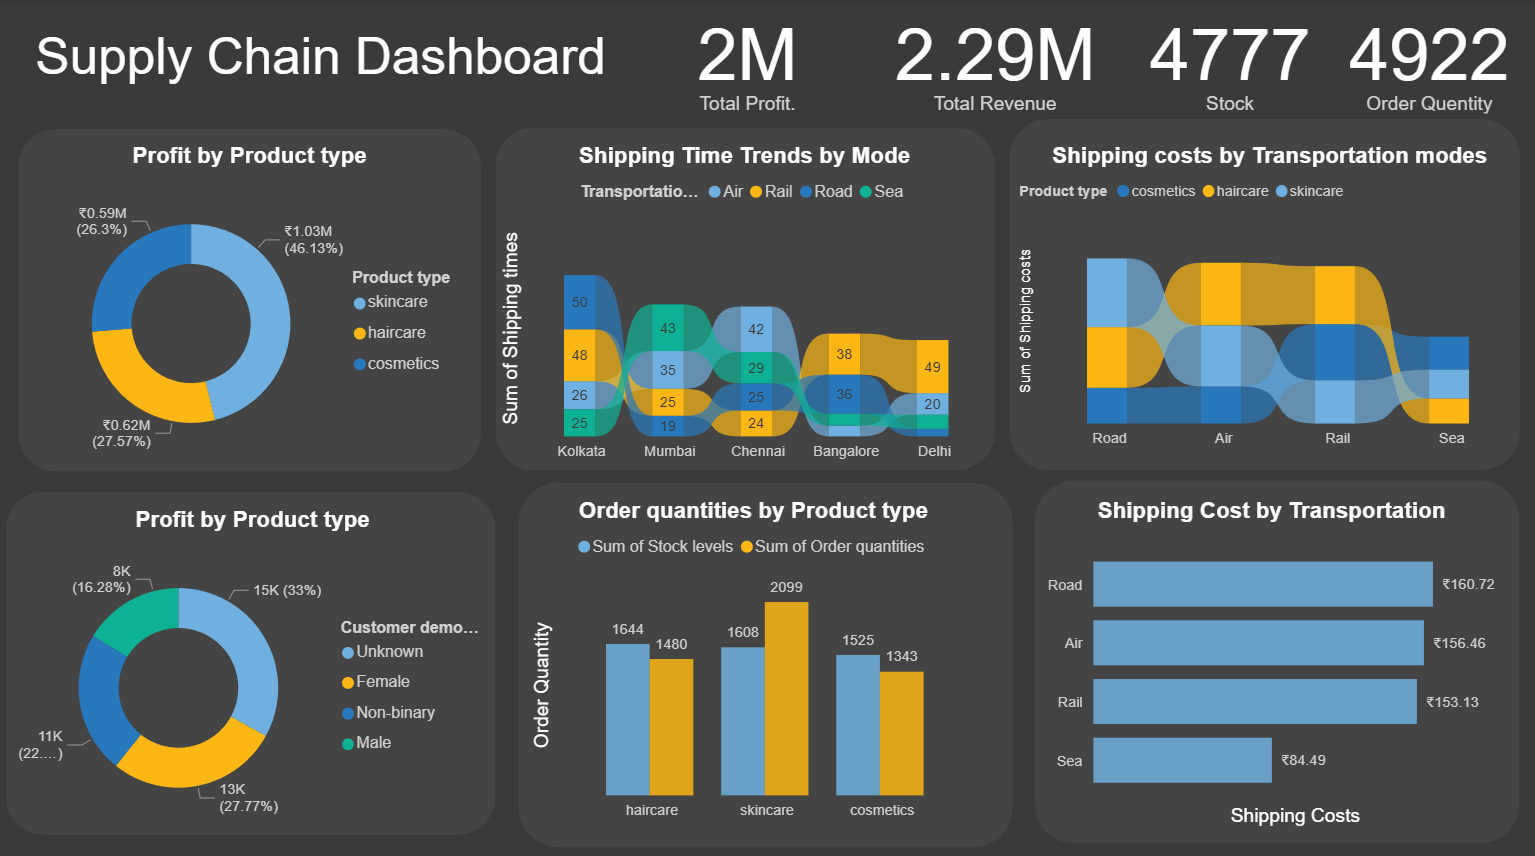 Supply Chain Dashboard
2M
Total Profit.
2.29M
Total Revenue
4777
Stock
4922
Order Quentity
Profit by Product type
₹0.59M
(26.3%)
₹1.03M
(46.13%)
₹0.62M
(27.57%)
Product type
skincare
haircare
cosmetics
Shipping Time Trends by Mode
Transportatio... Air Rail Road Sea
Sum of Shipping times
50
48
26
25
43
35
25
19
42
29
25
24
38
36
49
20
Kolkata Mumbai Chennai Bangalore Delhi
Shipping costs by Transportation modes
Product type cosmetics haircare skincare
Sum of Shipping costs
Road Air Rail Sea
Profit by Product type
8K
(16.28%)
15K (33%)
11K
(22....)
13K
(27.77%)
Customer demo...
Unknown
Female
Non-binary
Male
Order quantities by Product type
Sum of Stock levels Sum of Order quantities
Order Quantity
1644 1480
1608 2099
1525 1343
haircare skincare cosmetics
Shipping Cost by Transportation
Road ₹160.72
Air ₹156.46
Rail ₹153.13
Sea ₹84.49
Shipping Costs